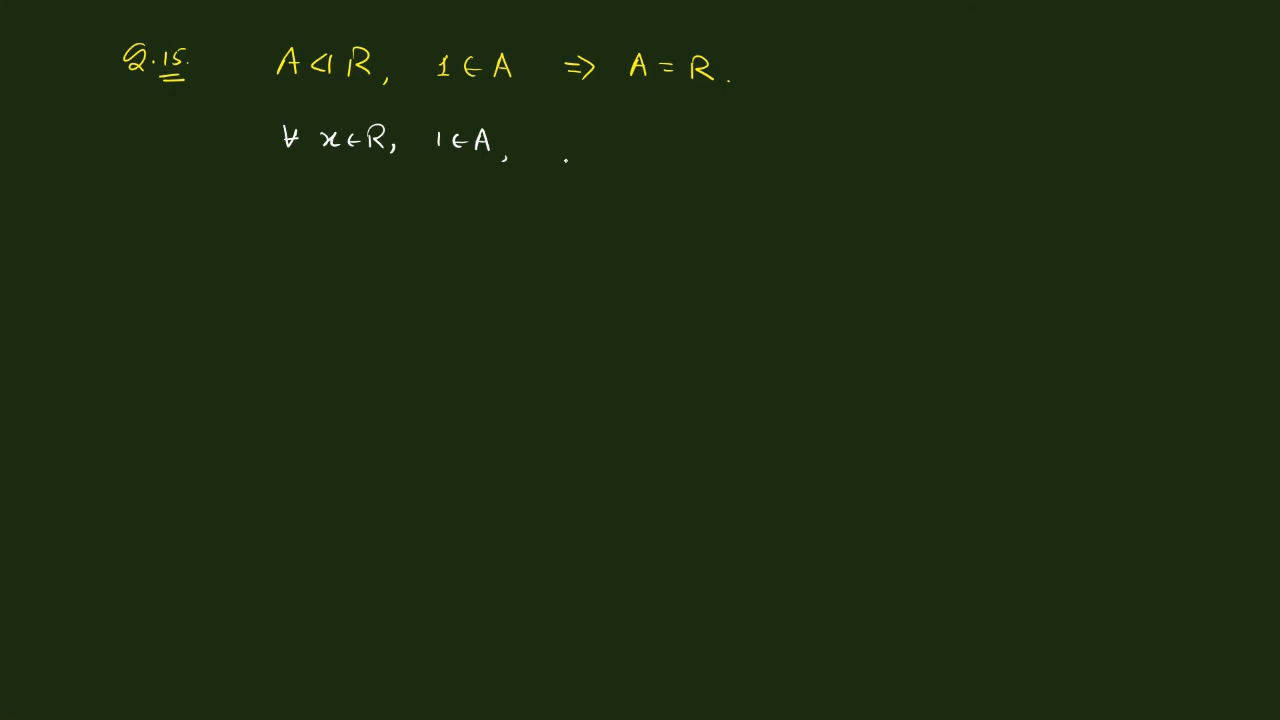 Q.15. A ◁ R, 1 ∈ A ⇒ A = R.
∀ x ∈ R, 1 ∈ A,